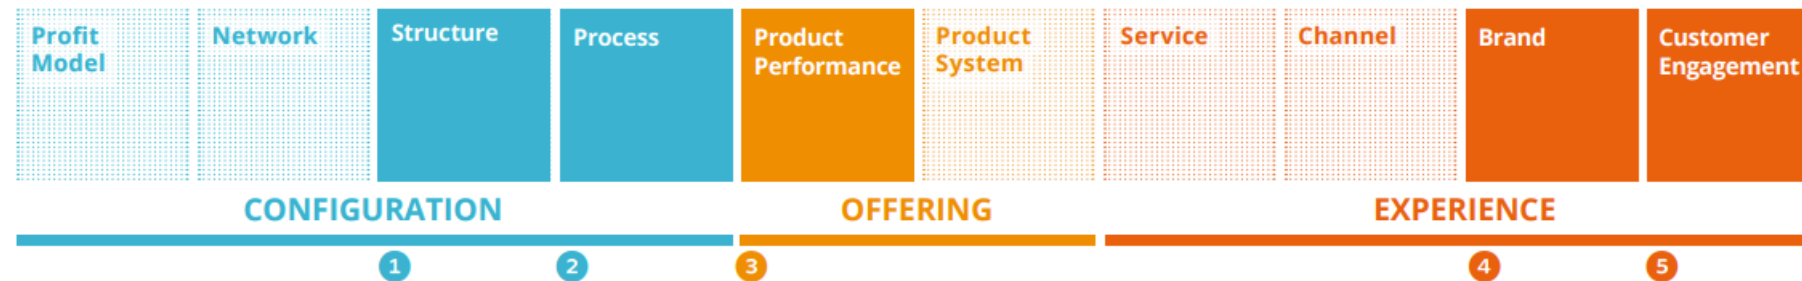 Profit
Model
Network
Structure
Process
Product
Performance
Product
System
Service
Channel
Brand
Customer
Engagement
CONFIGURATION
OFFERING
EXPERIENCE
1
2
3
4
5